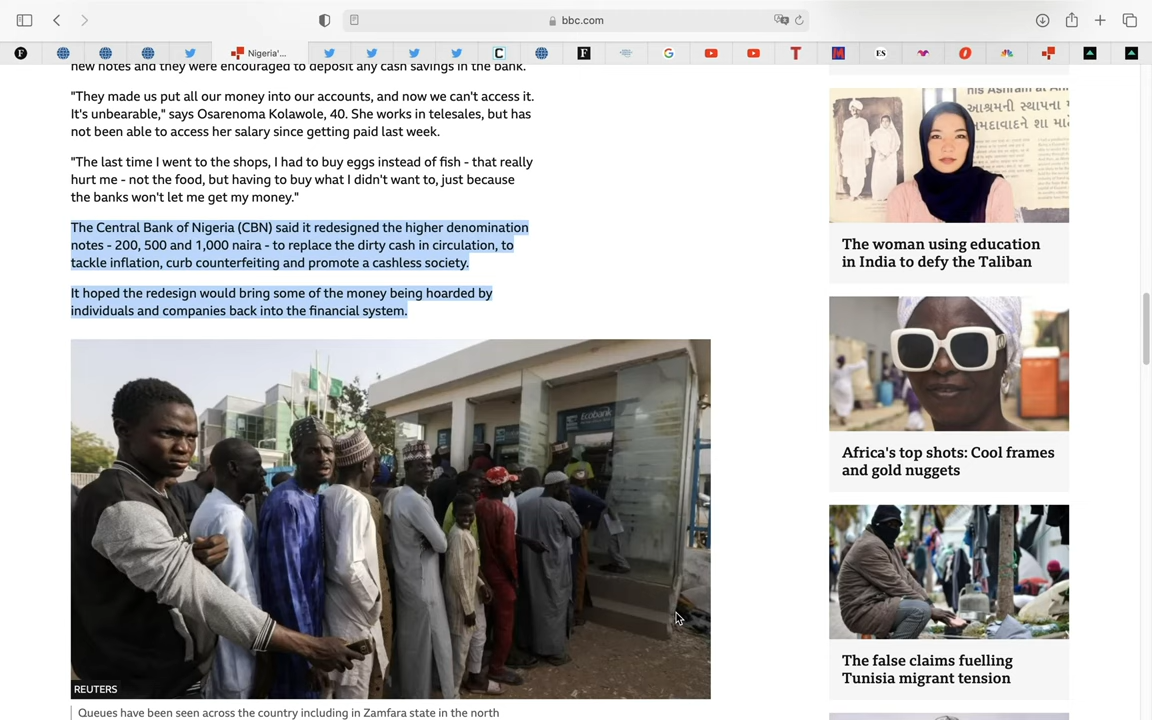 bbc.com
Nigeria'...
new notes and they were encouraged to deposit any cash savings in the bank.
"They made us put all our money into our accounts, and now we can't access it.
It's unbearable," says Osarenoma Kolawole, 40. She works in telesales, but has
not been able to access her salary since getting paid last week.
"The last time I went to the shops, I had to buy eggs instead of fish - that really
hurt me - not the food, but having to buy what I didn't want to, just because
the banks won't let me get my money."
The Central Bank of Nigeria (CBN) said it redesigned the higher denomination
notes - 200, 500 and 1,000 naira - to replace the dirty cash in circulation, to
tackle inflation, curb counterfeiting and promote a cashless society.
It hoped the redesign would bring some of the money being hoarded by
individuals and companies back into the financial system.
Ecobank
REUTERS
Queues have been seen across the country including in Zamfara state in the north
his Ashram at
આશ્રમની સ્થાપના
The woman using education
in India to defy the Taliban
Africa's top shots: Cool frames
and gold nuggets
The false claims fuelling
Tunisia migrant tension